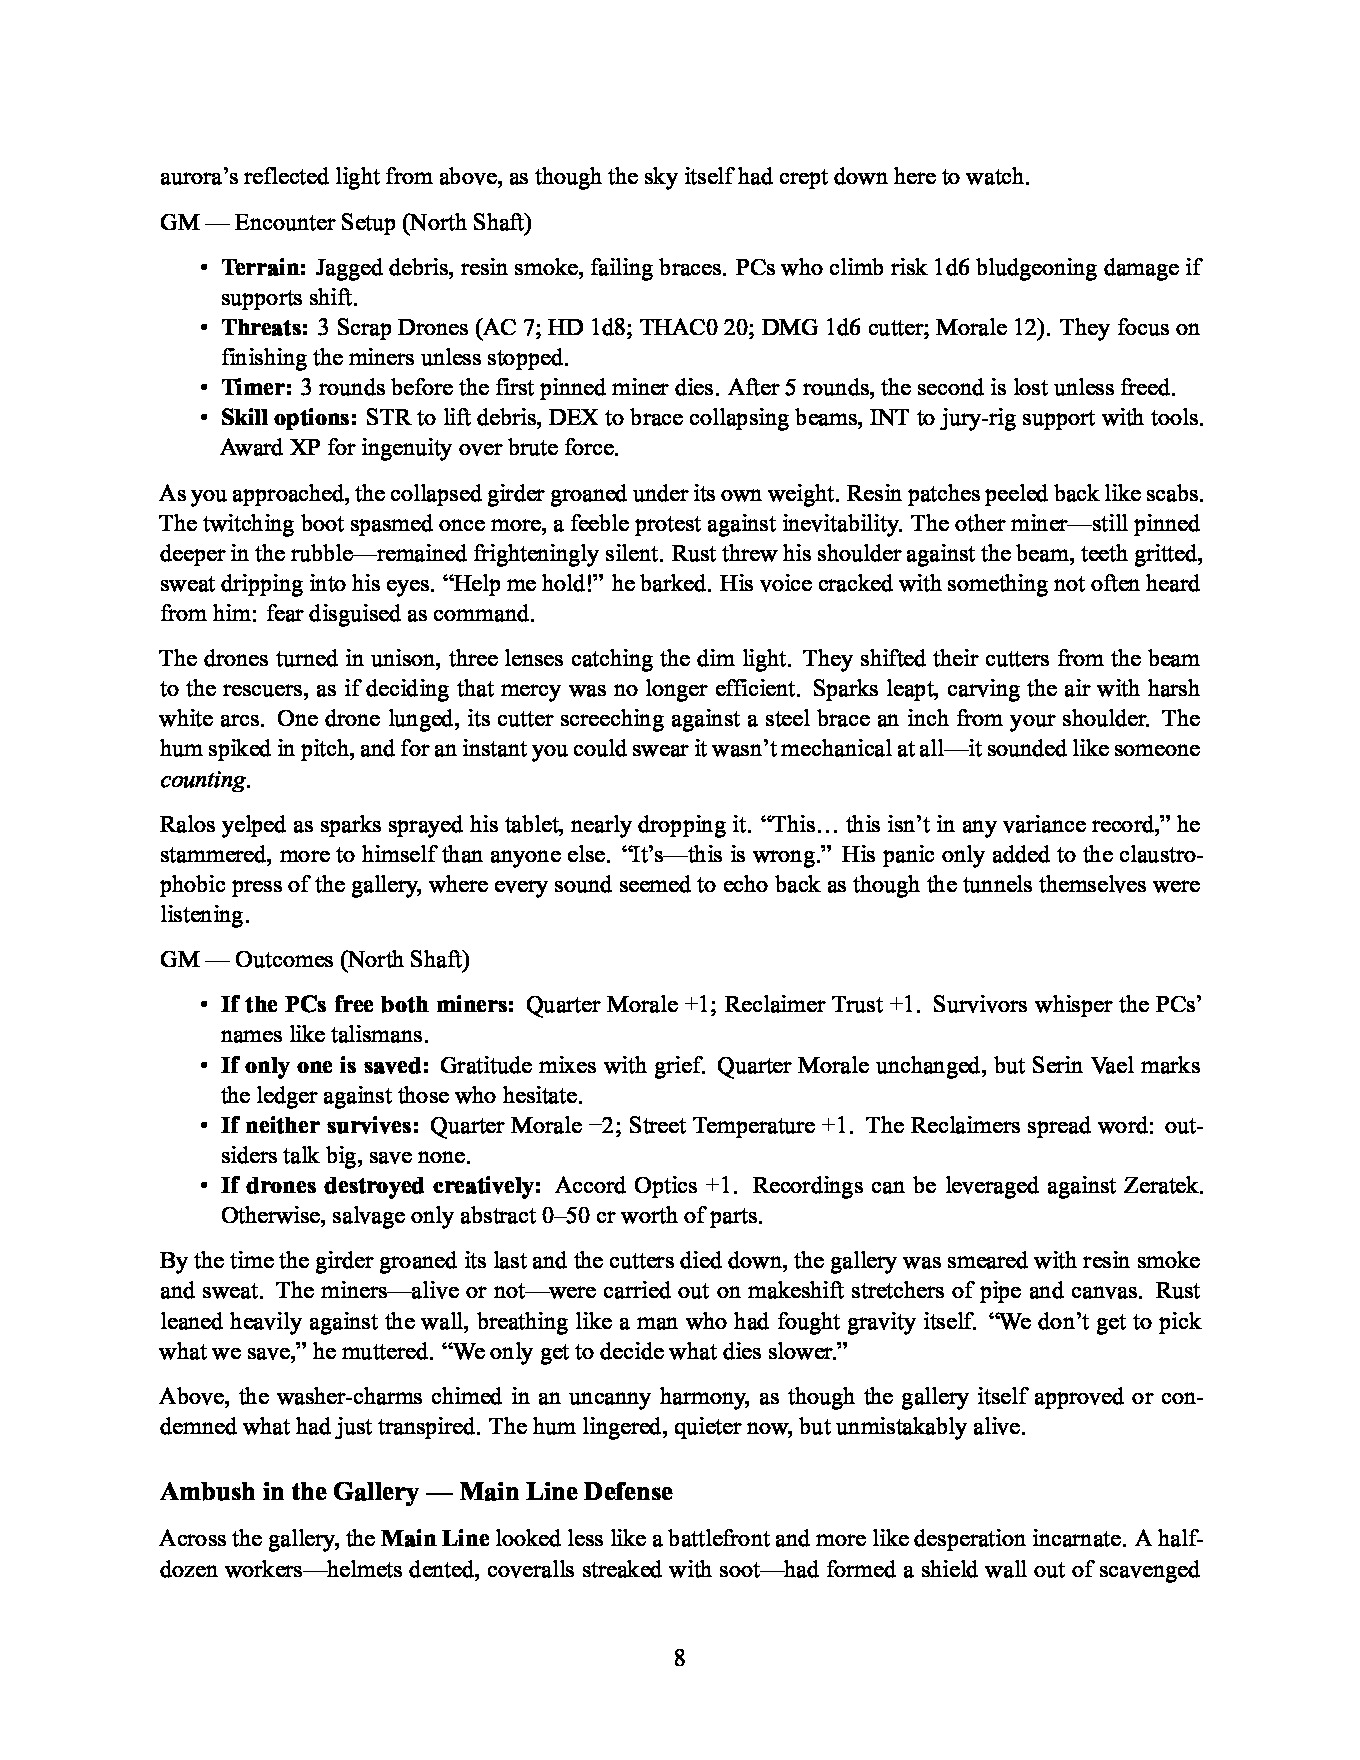 aurora’s reflected light from above, as though the sky itself had crept down here to watch.
GM — Encounter Setup (North Shaft)
• Terrain: Jagged debris, resin smoke, failing braces. PCs who climb risk 1d6 bludgeoning damage if
supports shift.
• Threats: 3 Scrap Drones (AC 7; HD 1d8; THAC0 20; DMG 1d6 cutter; Morale 12). They focus on
finishing the miners unless stopped.
• Timer: 3 rounds before the first pinned miner dies. After 5 rounds, the second is lost unless freed.
• Skill options: STR to lift debris, DEX to brace collapsing beams, INT to jury-rig support with tools.
Award XP for ingenuity over brute force.
As you approached, the collapsed girder groaned under its own weight. Resin patches peeled back like scabs.
The twitching boot spasmed once more, a feeble protest against inevitability. The other miner—still pinned
deeper in the rubble—remained frighteningly silent. Rust threw his shoulder against the beam, teeth gritted,
sweat dripping into his eyes. “Help me hold!” he barked. His voice cracked with something not often heard
from him: fear disguised as command.
The drones turned in unison, three lenses catching the dim light. They shifted their cutters from the beam
to the rescuers, as if deciding that mercy was no longer efficient. Sparks leapt, carving the air with harsh
white arcs. One drone lunged, its cutter screeching against a steel brace an inch from your shoulder. The
hum spiked in pitch, and for an instant you could swear it wasn’t mechanical at all—it sounded like someone
counting.
Ralos yelped as sparks sprayed his tablet, nearly dropping it. “This… this isn’t in any variance record,” he
stammered, more to himself than anyone else. “It’s—this is wrong.” His panic only added to the claustro-
phobic press of the gallery, where every sound seemed to echo back as though the tunnels themselves were
listening.
GM — Outcomes (North Shaft)
• If the PCs free both miners: Quarter Morale +1; Reclaimer Trust +1. Survivors whisper the PCs’
names like talismans.
• If only one is saved: Gratitude mixes with grief. Quarter Morale unchanged, but Serin Vael marks
the ledger against those who hesitate.
• If neither survives: Quarter Morale −2; Street Temperature +1. The Reclaimers spread word: out-
siders talk big, save none.
• If drones destroyed creatively: Accord Optics +1. Recordings can be leveraged against Zeratek.
Otherwise, salvage only abstract 0–50 cr worth of parts.
By the time the girder groaned its last and the cutters died down, the gallery was smeared with resin smoke
and sweat. The miners—alive or not—were carried out on makeshift stretchers of pipe and canvas. Rust
leaned heavily against the wall, breathing like a man who had fought gravity itself. “We don’t get to pick
what we save,” he muttered. “We only get to decide what dies slower.”
Above, the washer-charms chimed in an uncanny harmony, as though the gallery itself approved or con-
demned what had just transpired. The hum lingered, quieter now, but unmistakably alive.
Ambush in the Gallery — Main Line Defense
Across the gallery, the Main Line looked less like a battlefront and more like desperation incarnate. A half-
dozen workers—helmets dented, coveralls streaked with soot—had formed a shield wall out of scavenged
8